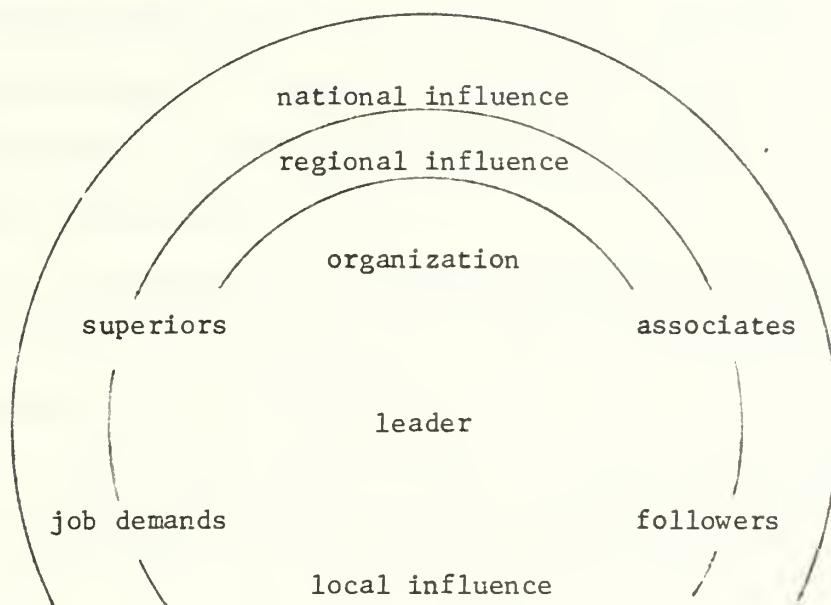 national influence
regional influence
organization
superiors associates
leader
job demands followers
local influence